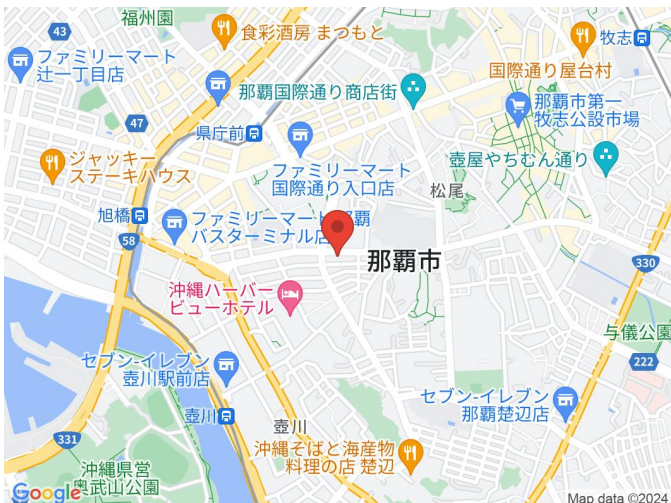 福州園
43
食彩酒房 まつもと
牧志
ファミリーマート
辻一丁目店
国際通り屋台村
那覇国際通り商店街
那覇市第一
牧志公設市場
47
県庁前
ジャッキー
ステーキハウス
ファミリーマート
国際通り入口店
壺屋やちむん通り
松尾
旭橋
ファミリーマート那覇
バスターミナル店
58
那覇市
330
沖縄ハーバー
ビューホテル
与儀公園
セブン-イレブン
壺川駅前店
222
セブン-イレブン
那覇楚辺店
壺川
壺川
331
沖縄そばと海産物
料理の店 楚辺
沖縄県営
奥武山公園
Google
Map data ©2024